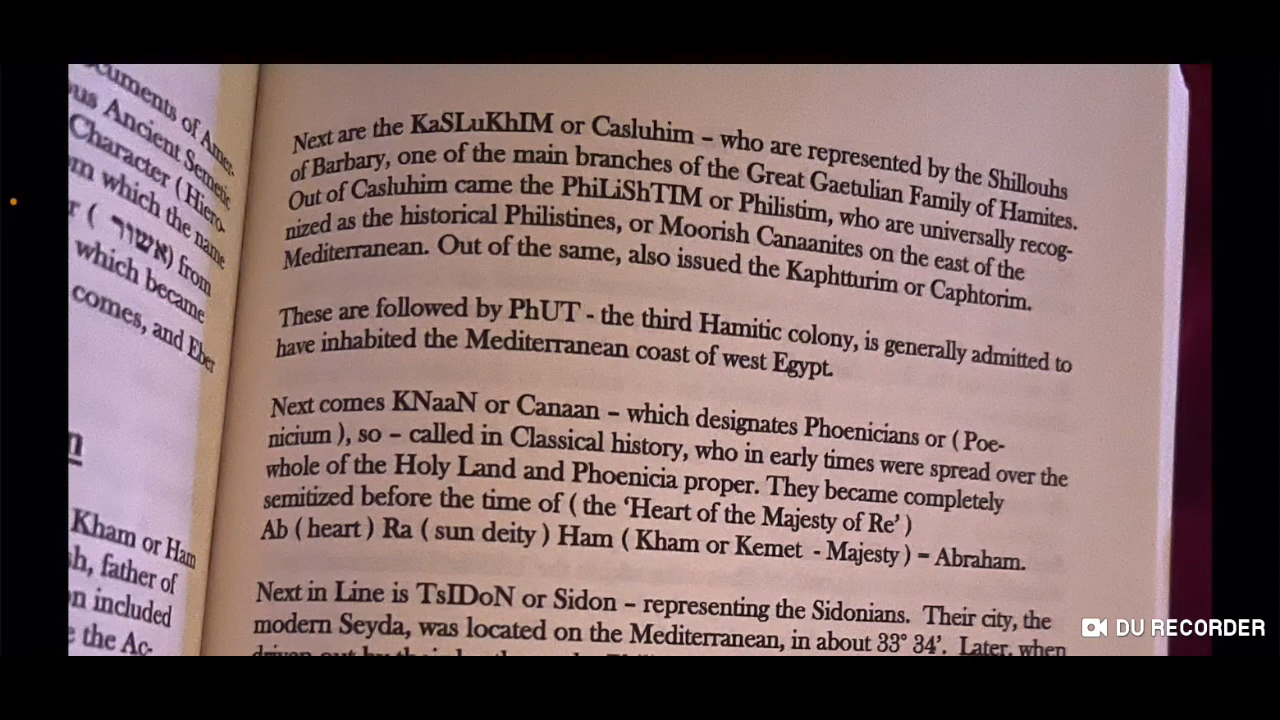 ocuments of Amer-
us Ancient Semetic
Character ( Hiero-
m which the name
r ( אשור ) from
which became
comes, and Eber
n
Kham or Ham
h, father of
n included
e the Ac-
Next are the KaSLuKhIM or Casluhim – who are represented by the Shillouhs
of Barbary, one of the main branches of the Great Gaetulian Family of Hamites.
Out of Casluhim came the PhiLiShTIM or Philistim, who are universally recog-
nized as the historical Philistines, or Moorish Canaanites on the east of the
Mediterranean. Out of the same, also issued the Kaphtturim or Caphtorim.
These are followed by PhUT - the third Hamitic colony, is generally admitted to
have inhabited the Mediterranean coast of west Egypt.
Next comes KNaaN or Canaan – which designates Phoenicians or ( Poe-
nicium ), so – called in Classical history, who in early times were spread over the
whole of the Holy Land and Phoenicia proper. They became completely
semitized before the time of ( the ‘Heart of the Majesty of Re’ )
Ab ( heart ) Ra ( sun deity ) Ham ( Kham or Kemet - Majesty ) = Abraham.
Next in Line is TsIDoN or Sidon – representing the Sidonians. Their city, the
modern Seyda, was located on the Mediterranean, in about 33° 34’. Later, when
DU RECORDER